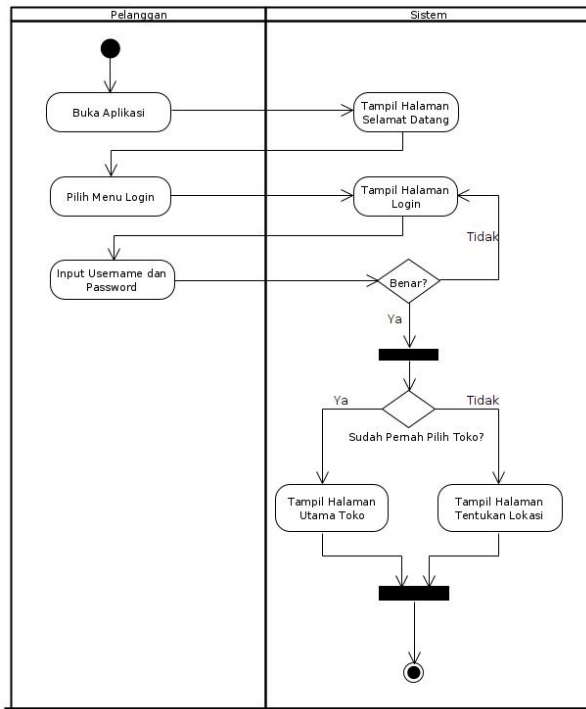 Pelanggan
Sistem
Buka Aplikasi
Tampil Halaman
Selamat Datang
Pilih Menu Login
Tampil Halaman
Login
Tidak
Input Username dan
Password
Benar?
Ya
Ya
Tidak
Sudah Pernah Pilih Toko?
Tampil Halaman
Utama Toko
Tampil Halaman
Tentukan Lokasi